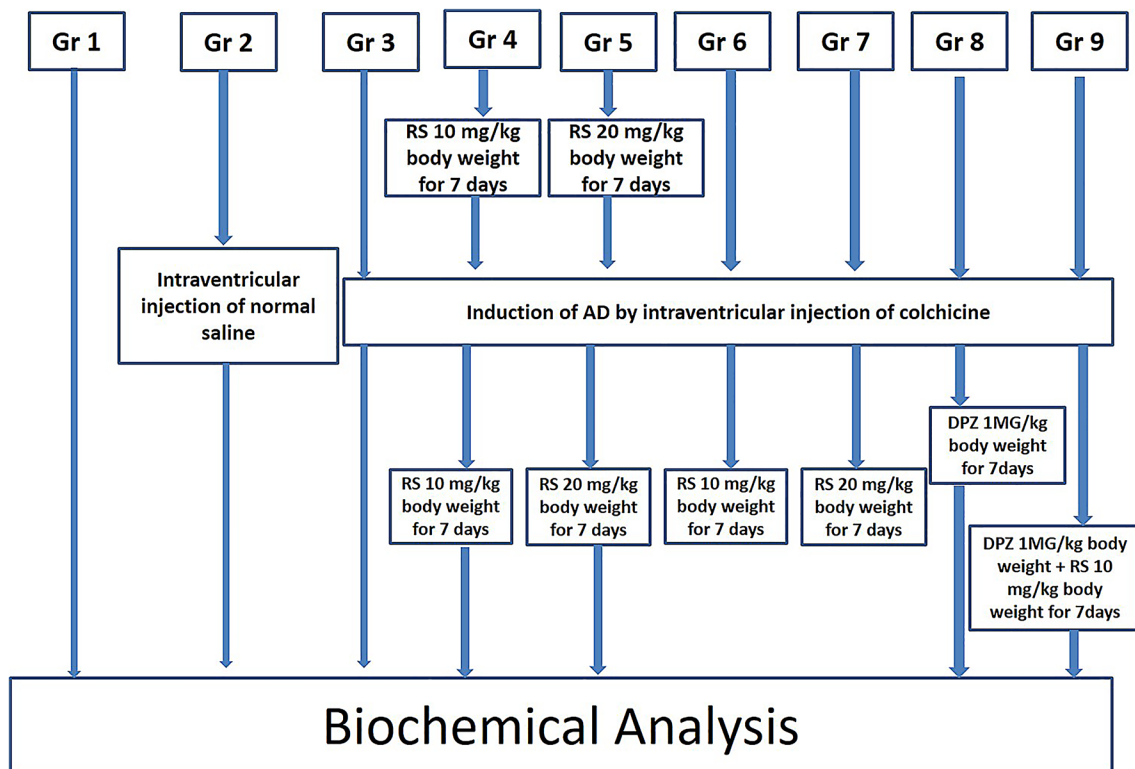 Gr 1
Gr 2
Gr 3
Gr 4
Gr 5
Gr 6
Gr 7
Gr 8
Gr 9
RS 10 mg/kg
body weight
for 7 days
RS 20 mg/kg
body weight
for 7 days
Intraventricular
injection of normal
saline
Induction of AD by intraventricular injection of colchicine
RS 10 mg/kg
body weight
for 7 days
RS 20 mg/kg
body weight
for 7 days
RS 10 mg/kg
body weight
for 7 days
RS 20 mg/kg
body weight
for 7 days
DPZ 1MG/kg
body weight
for 7days
DPZ 1MG/kg body
weight + RS 10
mg/kg body
weight for 7days
Biochemical Analysis